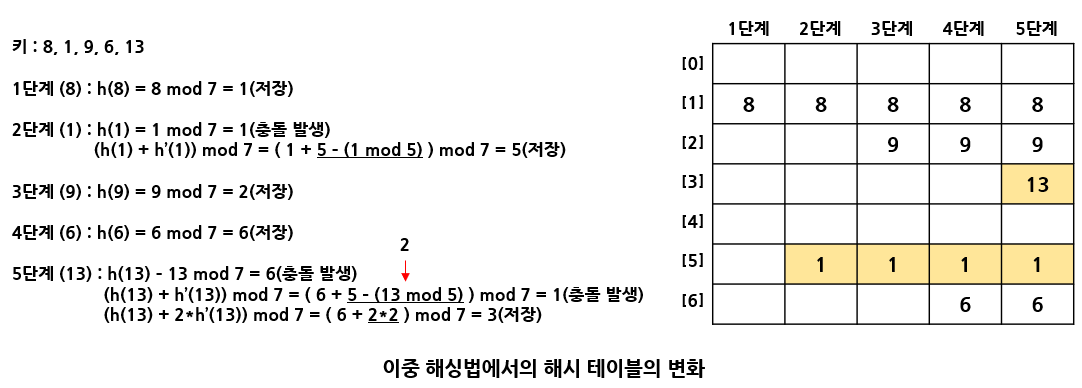 키 : 8, 1, 9, 6, 13
1단계 (8) : h(8) = 8 mod 7 = 1(저장)
2단계 (1) : h(1) = 1 mod 7 = 1(충돌 발생)
(h(1) + h’(1)) mod 7 = ( 1 + 5 - (1 mod 5) ) mod 7 = 5(저장)
3단계 (9) : h(9) = 9 mod 7 = 2(저장)
4단계 (6) : h(6) = 6 mod 7 = 6(저장)
2
5단계 (13) : h(13) - 13 mod 7 = 6(충돌 발생)
(h(13) + h’(13)) mod 7 = ( 6 + 5 - (13 mod 5) ) mod 7 = 1(충돌 발생)
(h(13) + 2*h’(13)) mod 7 = ( 6 + 2*2 ) mod 7 = 3(저장)
1단계 2단계 3단계 4단계 5단계
[0]
[1] 8 8 8 8 8
[2] 9 9 9
[3] 13
[4]
[5] 1 1 1 1
[6] 6 6
이중 해싱법에서의 해시 테이블의 변화